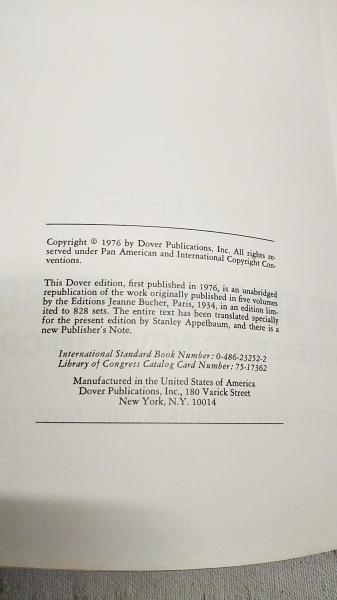 Copyright © 1976 by Dover Publications, Inc. All rights re-
served under Pan American and International Copyright Con-
ventions.
This Dover edition, first published in 1976, is an unabridged
republication of the work originally published in five volumes
by the Editions Jeanne Bucher, Paris, 1934, in an edition lim-
ited to 828 sets. The entire text has been translated specially
for the present edition by Stanley Appelbaum, and there is a
new Publisher's Note.
International Standard Book Number: 0-486-23252-2
Library of Congress Catalog Card Number: 75-17362
Manufactured in the United States of America
Dover Publications, Inc., 180 Varick Street
New York, N.Y. 10014